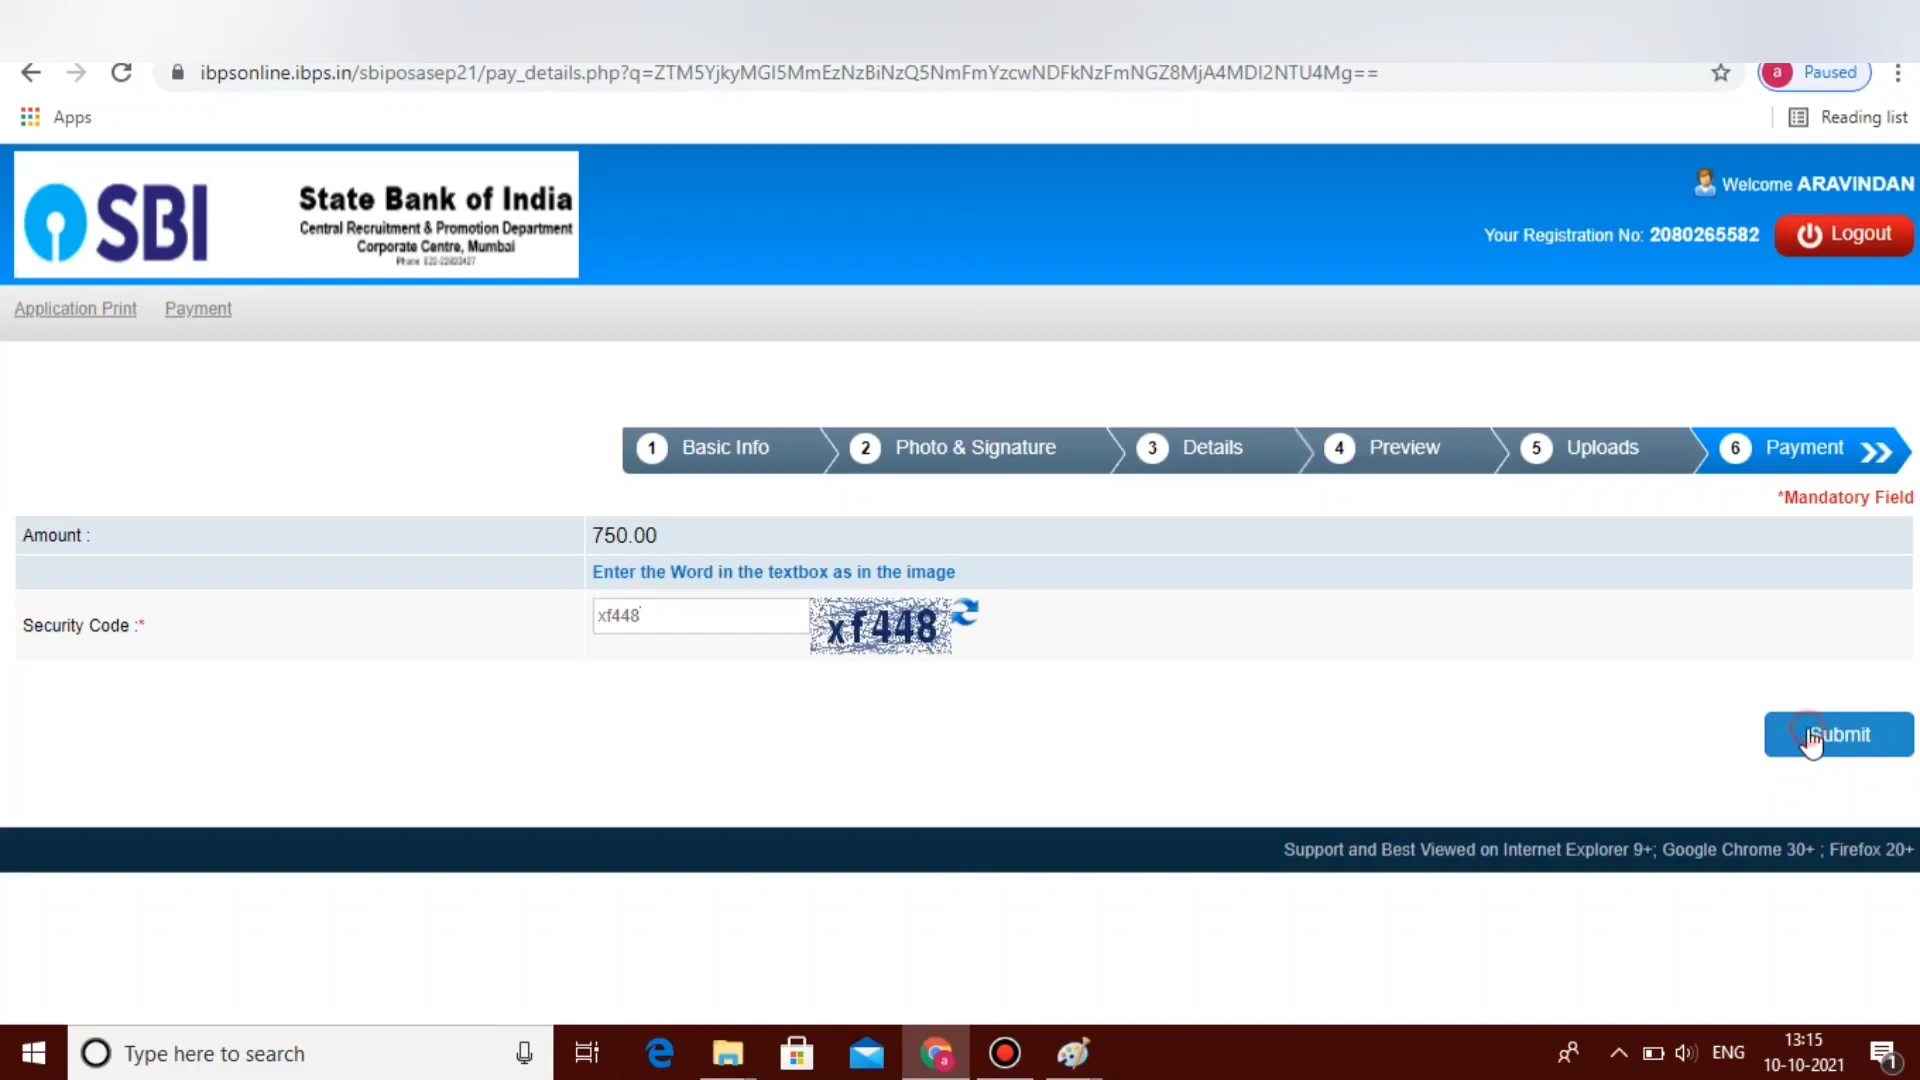 ibpsonline.ibps.in/sbiposasep21/pay_details.php?q=ZTM5YjkyMGI5MmEzNzBiNzQ5NmFmYzcwNDFkNzFmNGZ8MjA4MDI2NTU4Mg==
a Paused
Apps
Reading list
SBI
State Bank of India
Central Recruitment & Promotion Department
Corporate Centre, Mumbai
Welcome ARAVINDAN
Your Registration No: 2080265582
Logout
Application Print Payment
1 Basic Info 2 Photo & Signature 3 Details 4 Preview 5 Uploads 6 Payment
*Mandatory Field
Amount : 750.00
Enter the Word in the textbox as in the image
Security Code :* xf448 xf448
Submit
Support and Best Viewed on Internet Explorer 9+; Google Chrome 30+ ; Firefox 20+
Type here to search
ENG
13:15
10-10-2021
1